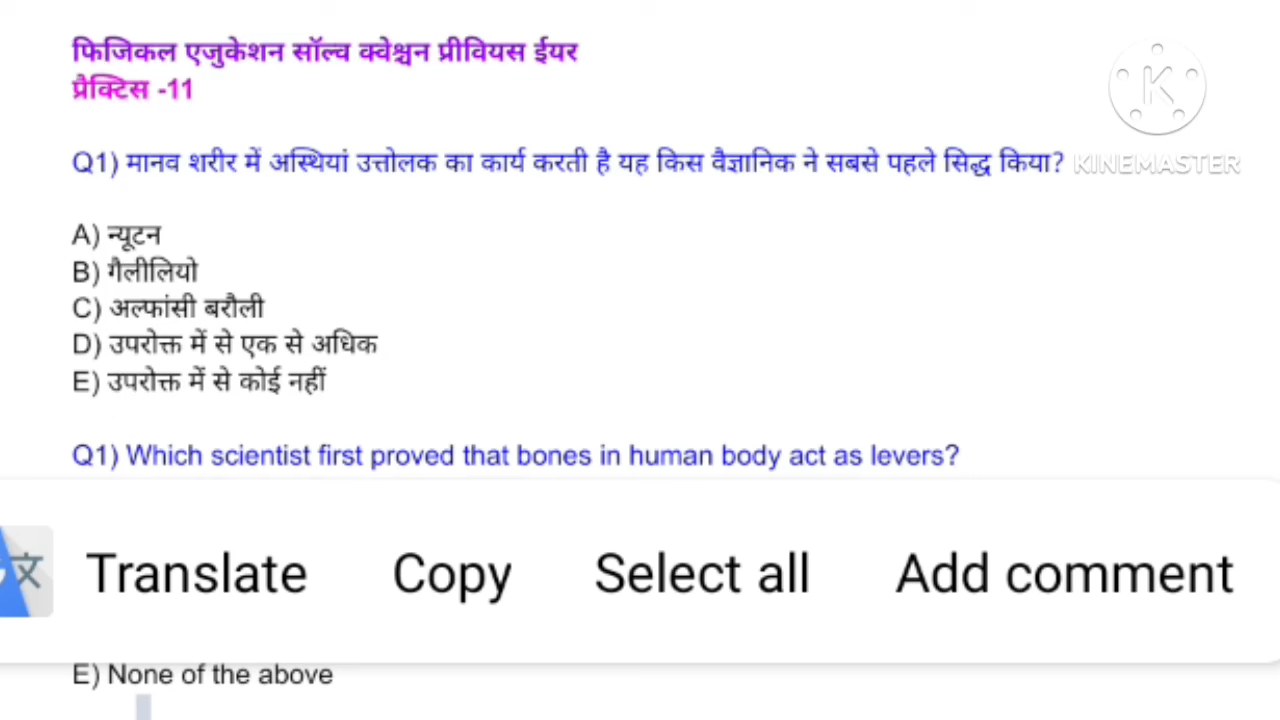 फिजिकल एजुकेशन सॉल्व क्वेश्चन प्रीवियस ईयर
प्रैक्टिस -11
K
KINEMASTER
Q1) मानव शरीर में अस्थियां उत्तोलक का कार्य करती है यह किस वैज्ञानिक ने सबसे पहले सिद्ध किया?
A) न्यूटन
B) गैलीलियो
C) अल्फांसी बरौली
D) उपरोक्त में से एक से अधिक
E) उपरोक्त में से कोई नहीं
Q1) Which scientist first proved that bones in human body act as levers?
Translate Copy Select all Add comment
E) None of the above